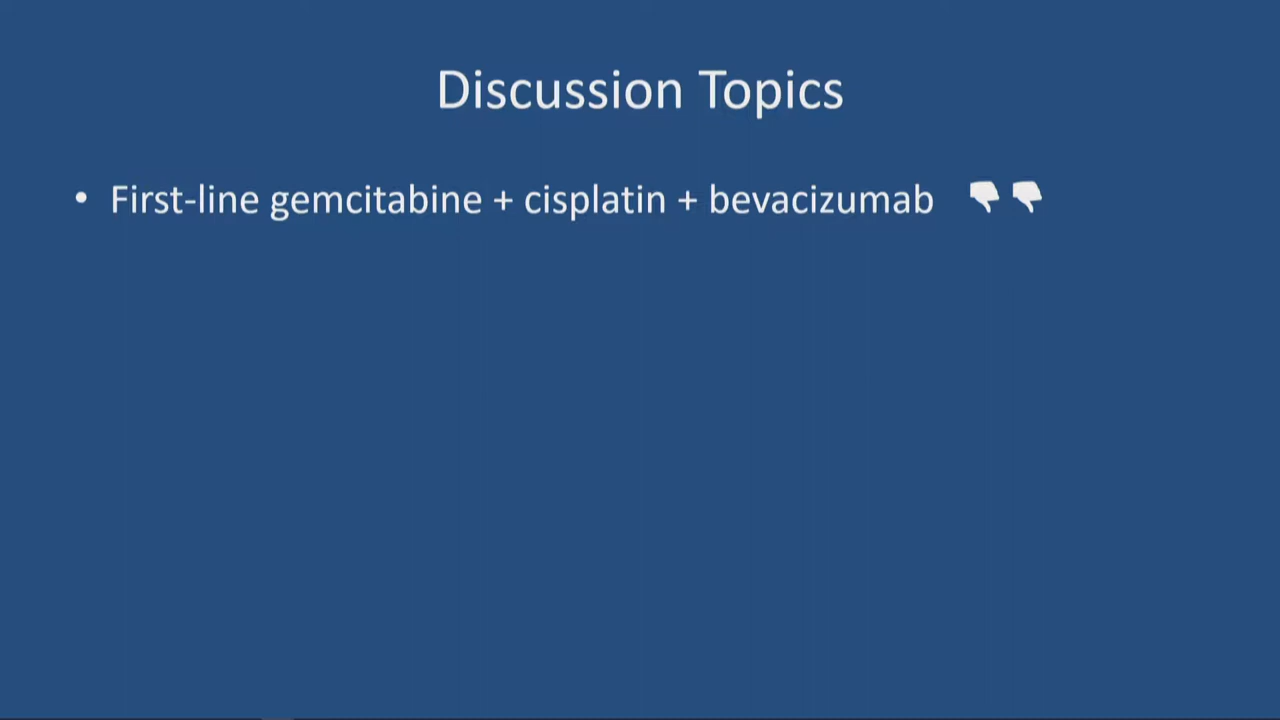 Discussion Topics
• First-line gemcitabine + cisplatin + bevacizumab 👎👎